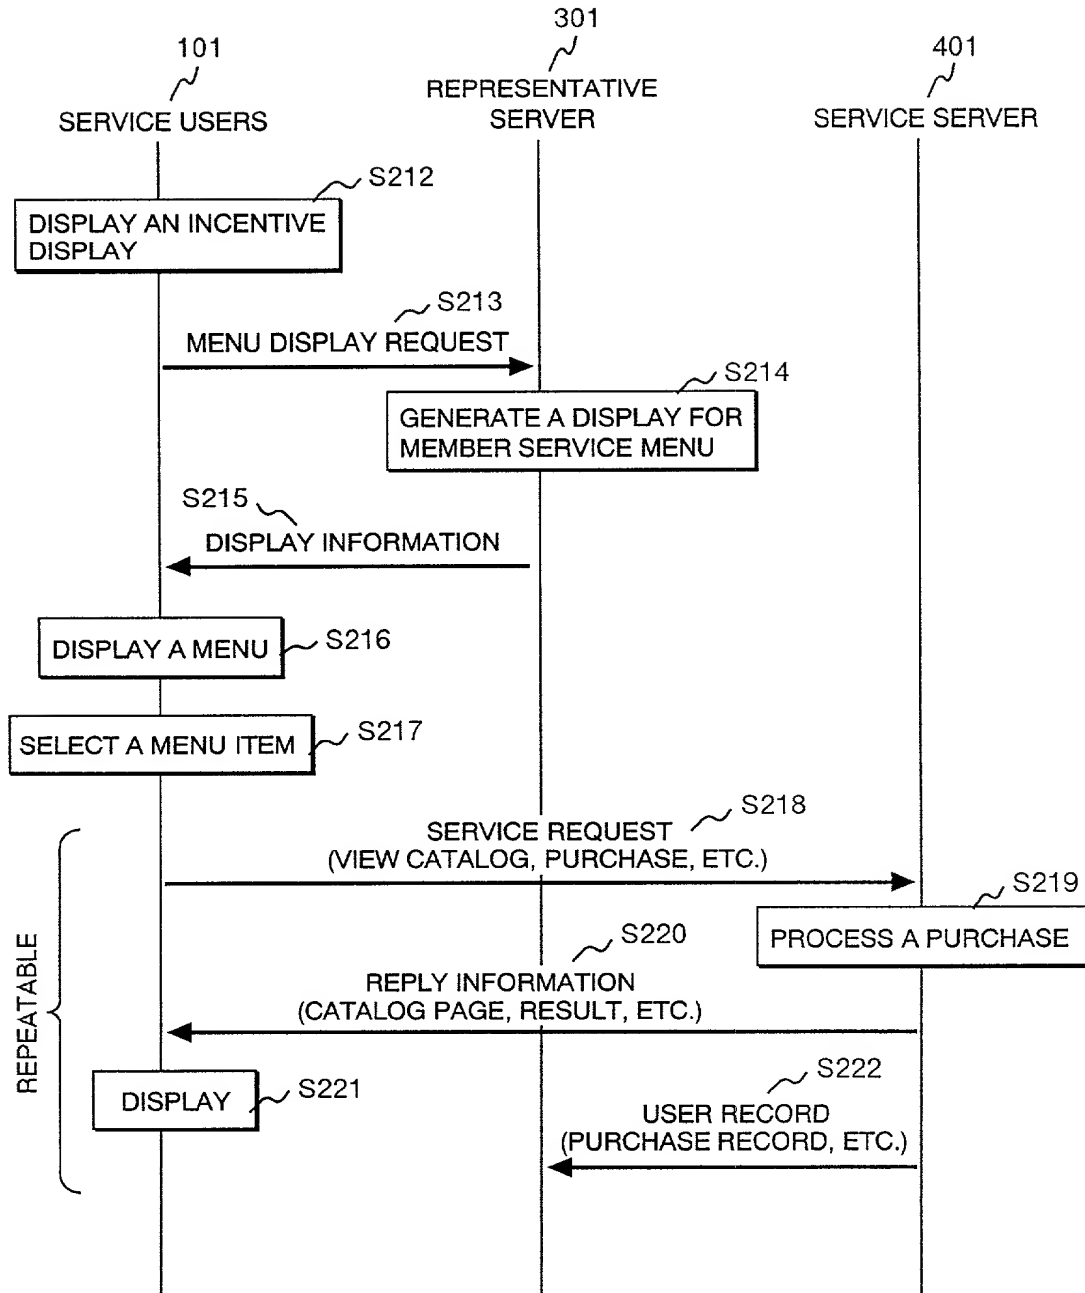 101
301
401
SERVICE USERS
REPRESENTATIVE
SERVER
SERVICE SERVER
S212
DISPLAY AN INCENTIVE
DISPLAY
S213
MENU DISPLAY REQUEST
S214
GENERATE A DISPLAY FOR
MEMBER SERVICE MENU
S215
DISPLAY INFORMATION
DISPLAY A MENU
S216
SELECT A MENU ITEM
S217
S218
SERVICE REQUEST
(VIEW CATALOG, PURCHASE, ETC.)
S219
PROCESS A PURCHASE
S220
REPLY INFORMATION
(CATALOG PAGE, RESULT, ETC.)
REPEATABLE
DISPLAY
S221
S222
USER RECORD
(PURCHASE RECORD, ETC.)